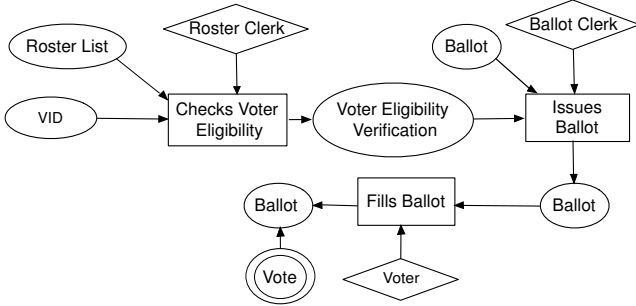 Roster List
Roster Clerk
Ballot
Ballot Clerk
VID
Checks Voter
Eligibility
Voter Eligibility
Verification
Issues
Ballot
Ballot
Fills Ballot
Ballot
Vote
Voter